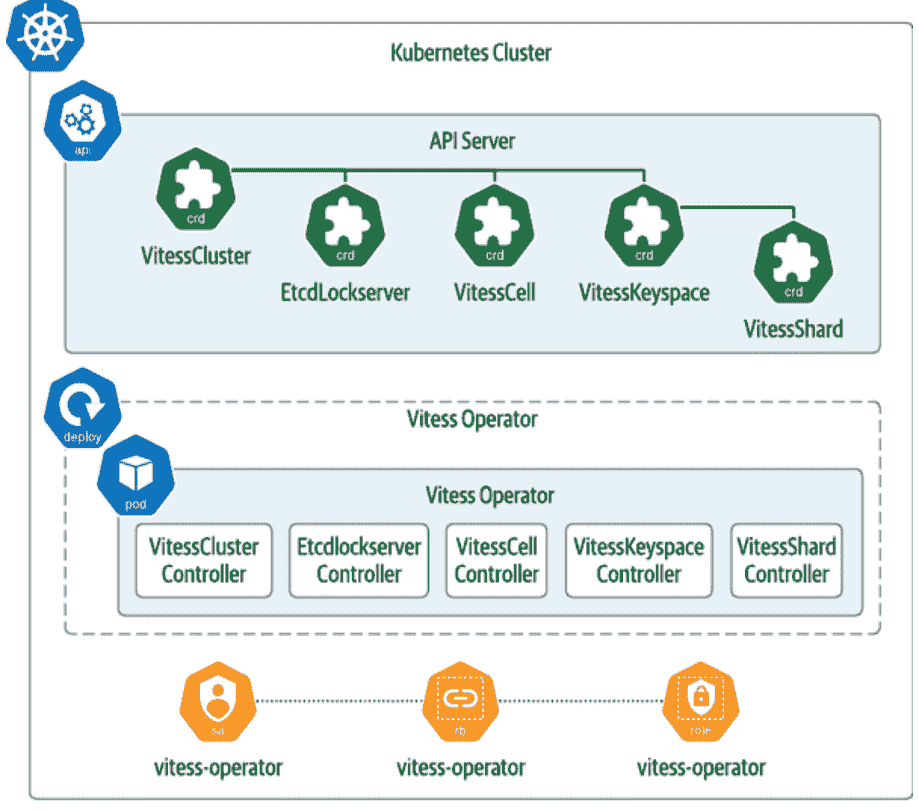 Kubernetes Cluster
api
API Server
crd
VitessCluster
crd
EtcdLockserver
crd
VitessCell
crd
VitessKeyspace
crd
VitessShard
deploy
Vitess Operator
pod
Vitess Operator
VitessCluster
Controller
Etcdlockserver
Controller
VitessCell
Controller
VitessKeyspace
Controller
VitessShard
Controller
sa
vitess-operator
rb
vitess-operator
role
vitess-operator